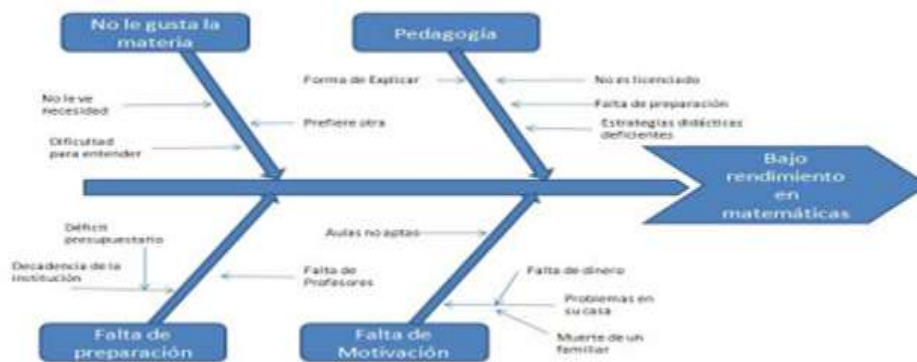 No le gusta la
materia
Pedagogía
Forma de Explicar
No es licenciado
No le ve
necesidad
Falta de preparación
Prefiere otra
Estrategias didácticas
deficientes
Dificultad
para entender
Bajo
rendimiento
en
matemáticas
Déficit
presupuestario
Aulas no aptas
Decadencia de la
institución
Falta de
Profesores
Falta de dinero
Problemas en
su casa
Muerte de un
familiar
Falta de
preparación
Falta de
Motivación